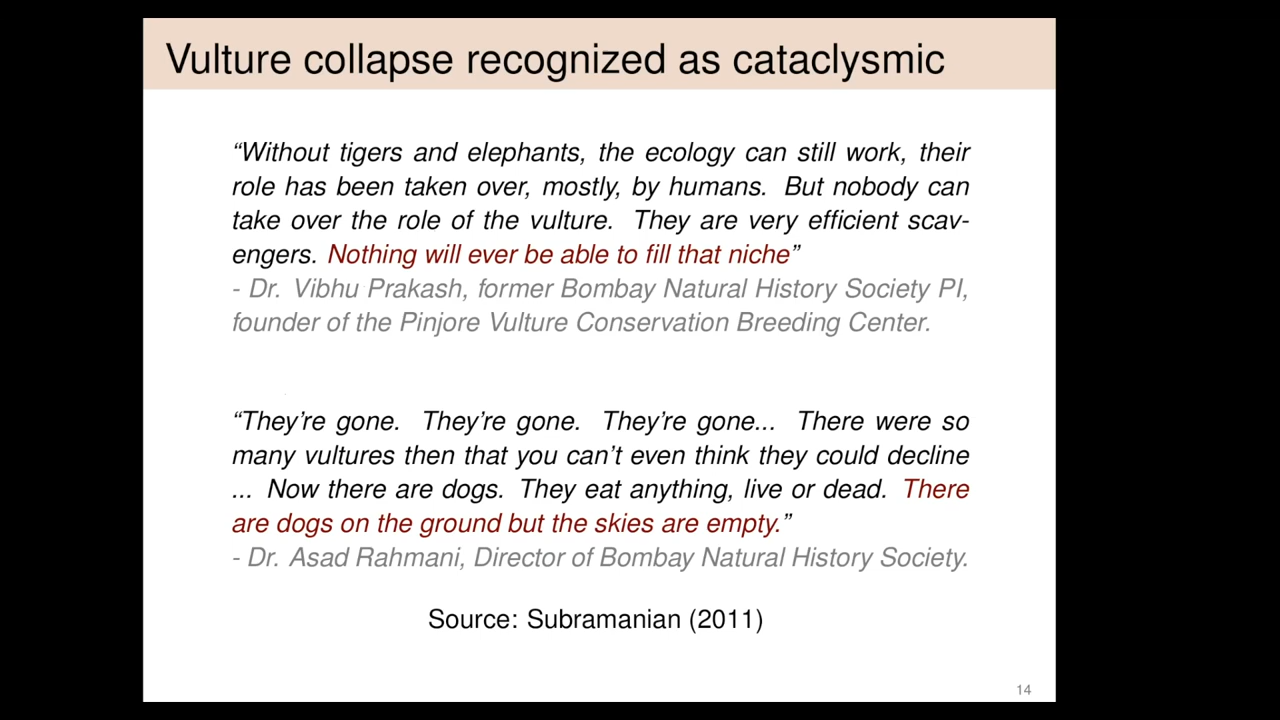 Vulture collapse recognized as cataclysmic
“Without tigers and elephants, the ecology can still work, their
role has been taken over, mostly, by humans. But nobody can
take over the role of the vulture. They are very efficient scav-
engers. Nothing will ever be able to fill that niche”
- Dr. Vibhu Prakash, former Bombay Natural History Society PI,
founder of the Pinjore Vulture Conservation Breeding Center.
“They’re gone. They’re gone. They’re gone... There were so
many vultures then that you can’t even think they could decline
... Now there are dogs. They eat anything, live or dead. There
are dogs on the ground but the skies are empty.”
- Dr. Asad Rahmani, Director of Bombay Natural History Society.
Source: Subramanian (2011)
14